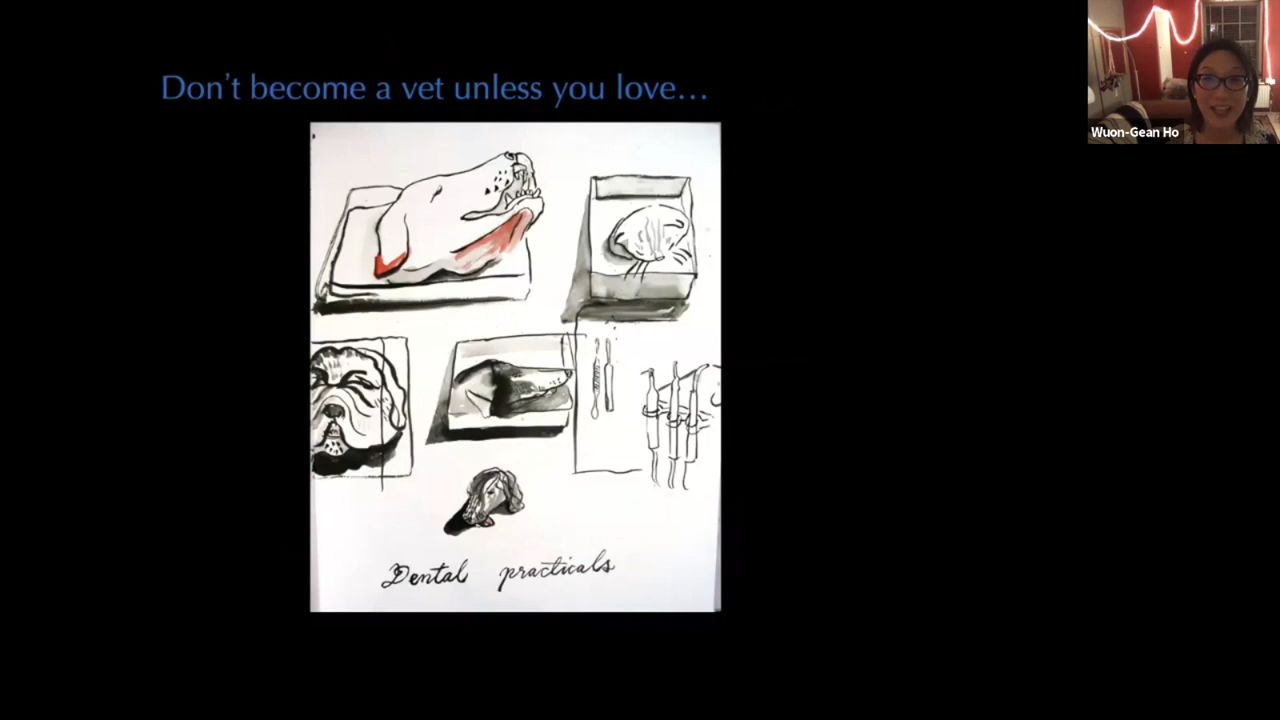 Don't become a vet unless you love…
Wuon-Gean Ho
Dental practicals